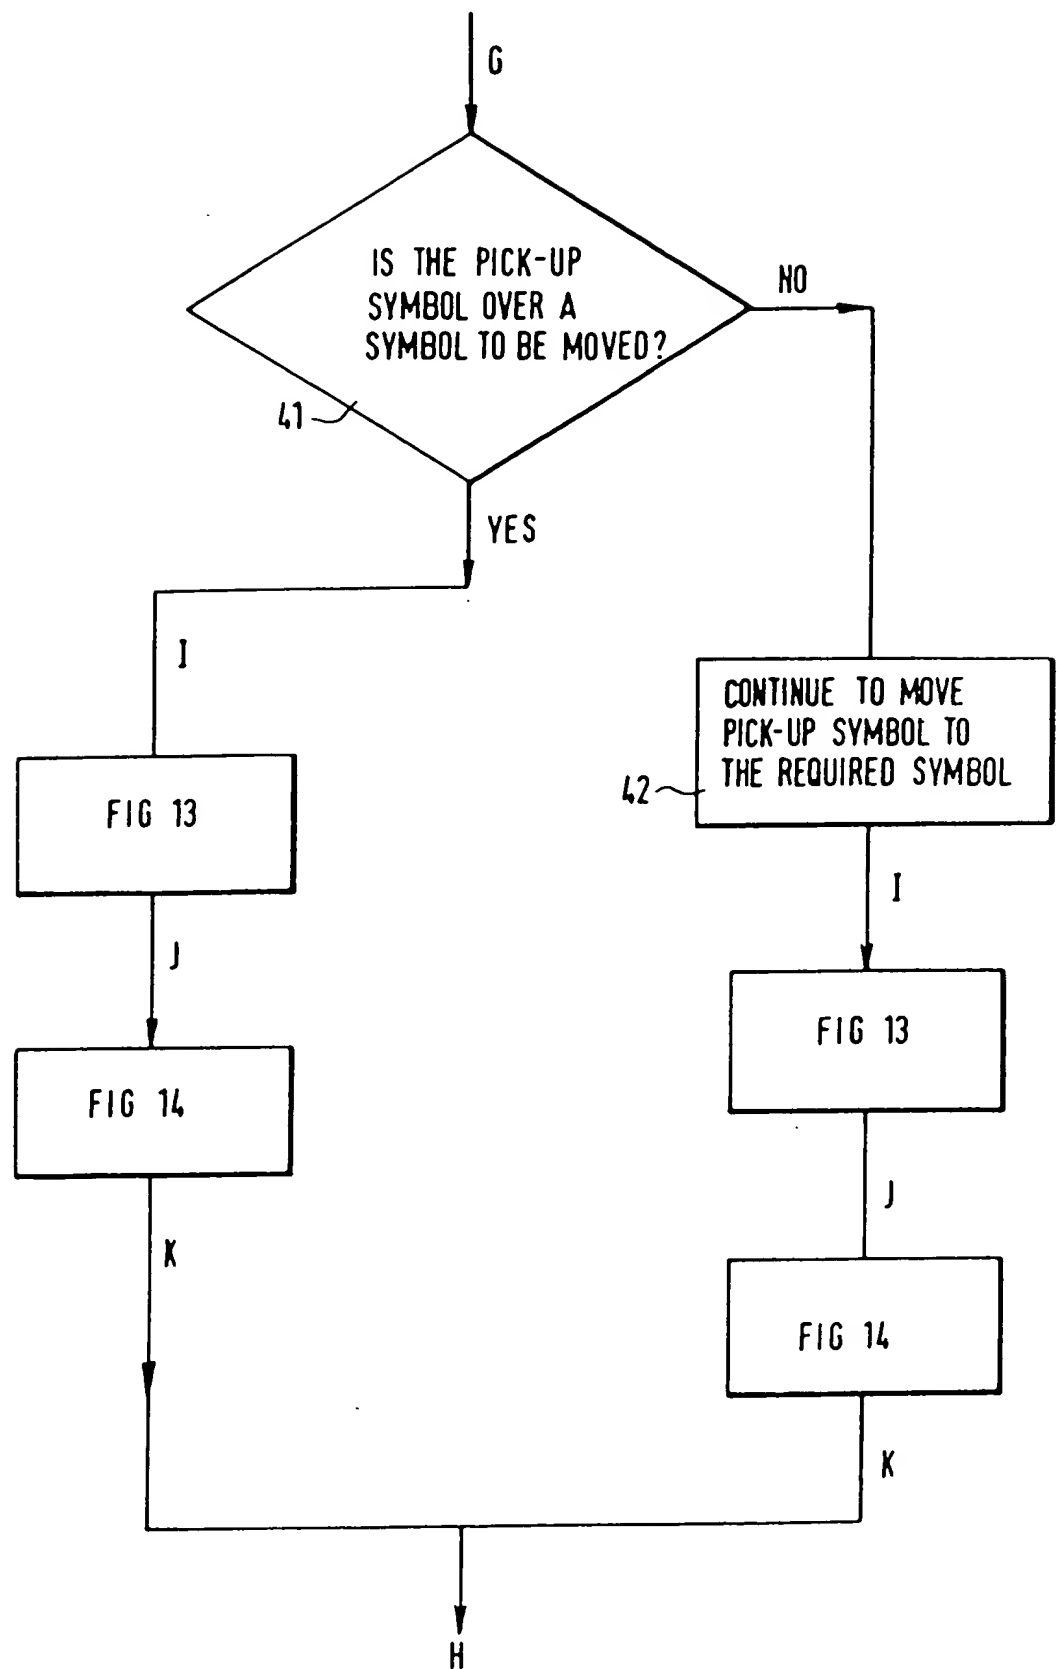 G
IS THE PICK-UP
SYMBOL OVER A
SYMBOL TO BE MOVED?
NO
41
YES
I
CONTINUE TO MOVE
PICK-UP SYMBOL TO
THE REQUIRED SYMBOL
42
FIG 13
I
J
FIG 13
FIG 14
J
K
FIG 14
K
H